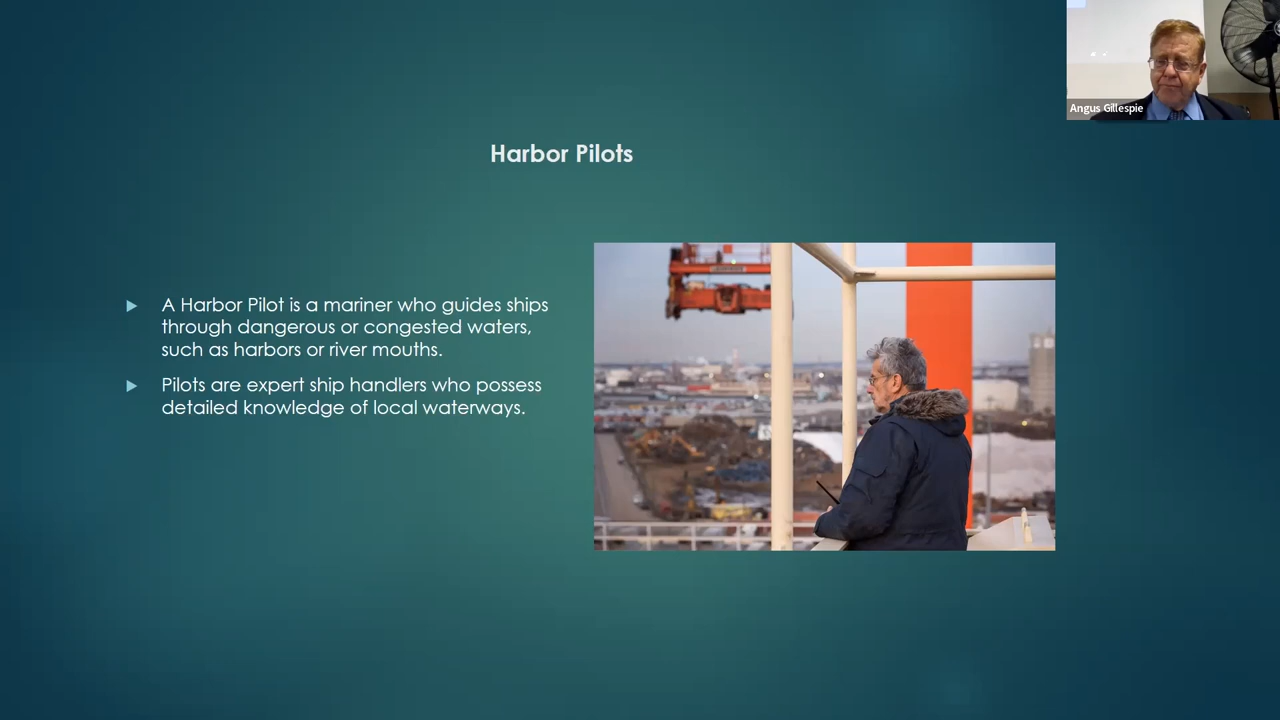 Angus Gillespie
Harbor Pilots
A Harbor Pilot is a mariner who guides ships
through dangerous or congested waters,
such as harbors or river mouths.
Pilots are expert ship handlers who possess
detailed knowledge of local waterways.